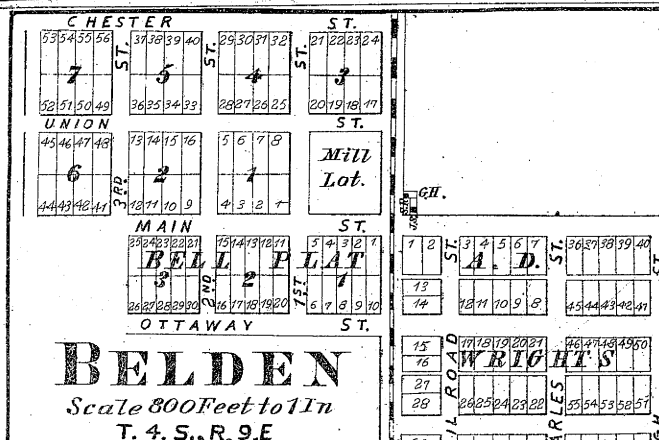 CHESTER ST.
53 54 55 56 37 38 39 40 29 30 31 32 21 22 23 24
ST. ST.
7 5 4 3
52 51 50 49 36 35 34 33 28 27 26 25 20 19 18 17
UNION ST.
45 46 47 48 13 14 15 16 5 6 7 8
Mill
Lot.
6 2 1
3RD
44 43 42 41 12 11 10 9 4 3 2 1
G.H.
MAIN ST.
25 24 23 22 21 15 14 13 12 11 5 4 3 2 1
1 2 ST. 3 4 5 6 7 ST. 36 37 38 39 40
BELL PLAT
A. D.
3 2ND 2 1ST 1
13
14 12 11 10 9 8 45 44 43 42 41
26 27 28 29 30 16 17 18 19 20 6 7 8 9 10
OTTAWAY ST.
15 17 18 19 20 21 46 47 48 49 50
16 WRIGHTS
BELDEN
27
28 26 25 24 23 22 55 54 53 52 51
ROAD
Scale 800 Feet to 1 In
T. 4. S., R. 9. E